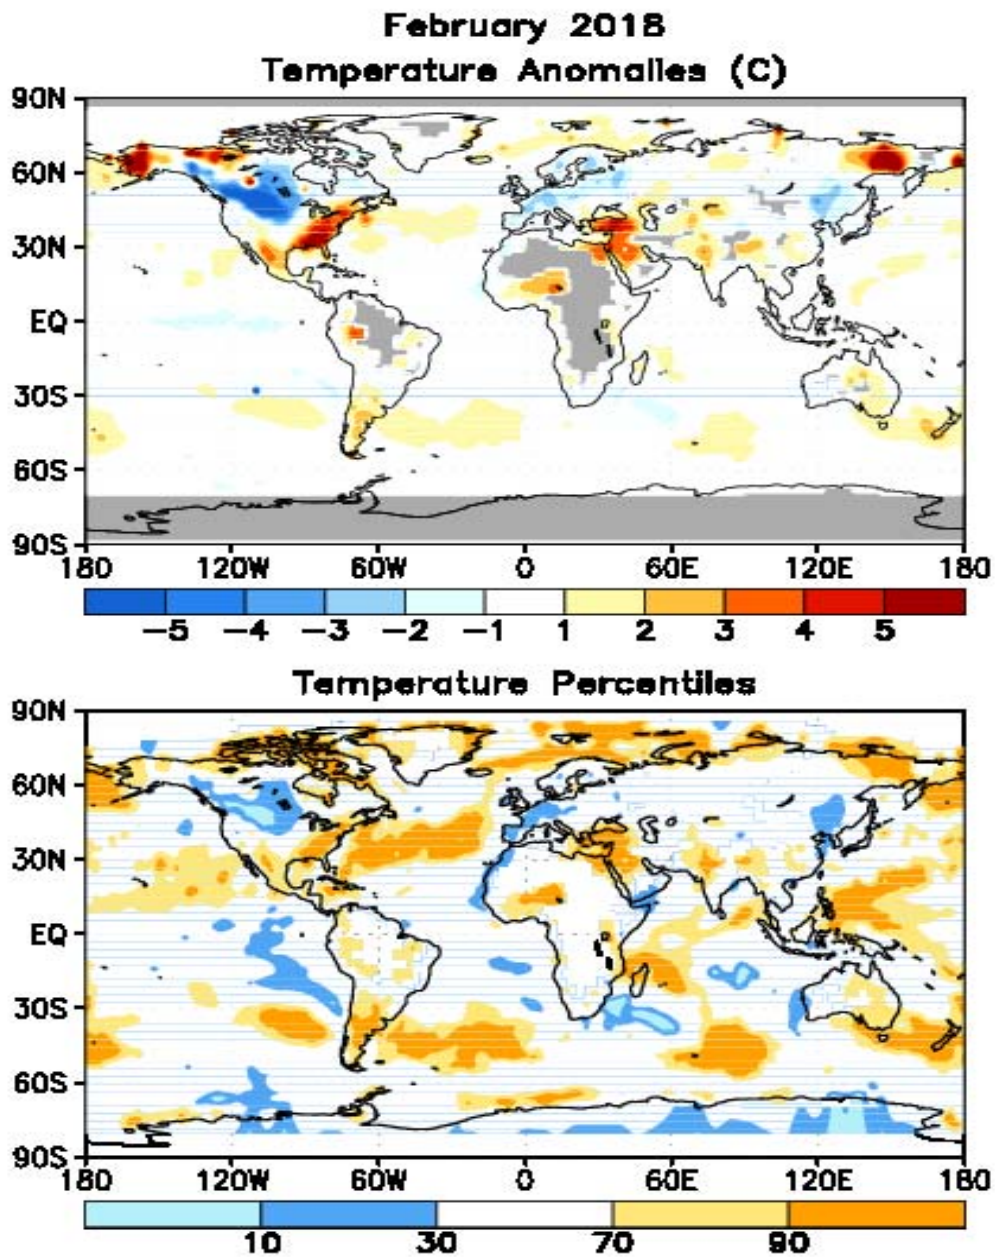 February 2018
Temperature Anomalies (C)
90N
60N
30N
EQ
30S
60S
90S
180 120W 60W 0 60E 120E 180
−5 −4 −3 −2 −1 1 2 3 4 5
Temperature Percentiles
90N
60N
30N
EQ
30S
60S
90S
180 120W 60W 0 60E 120E 180
10 30 70 90